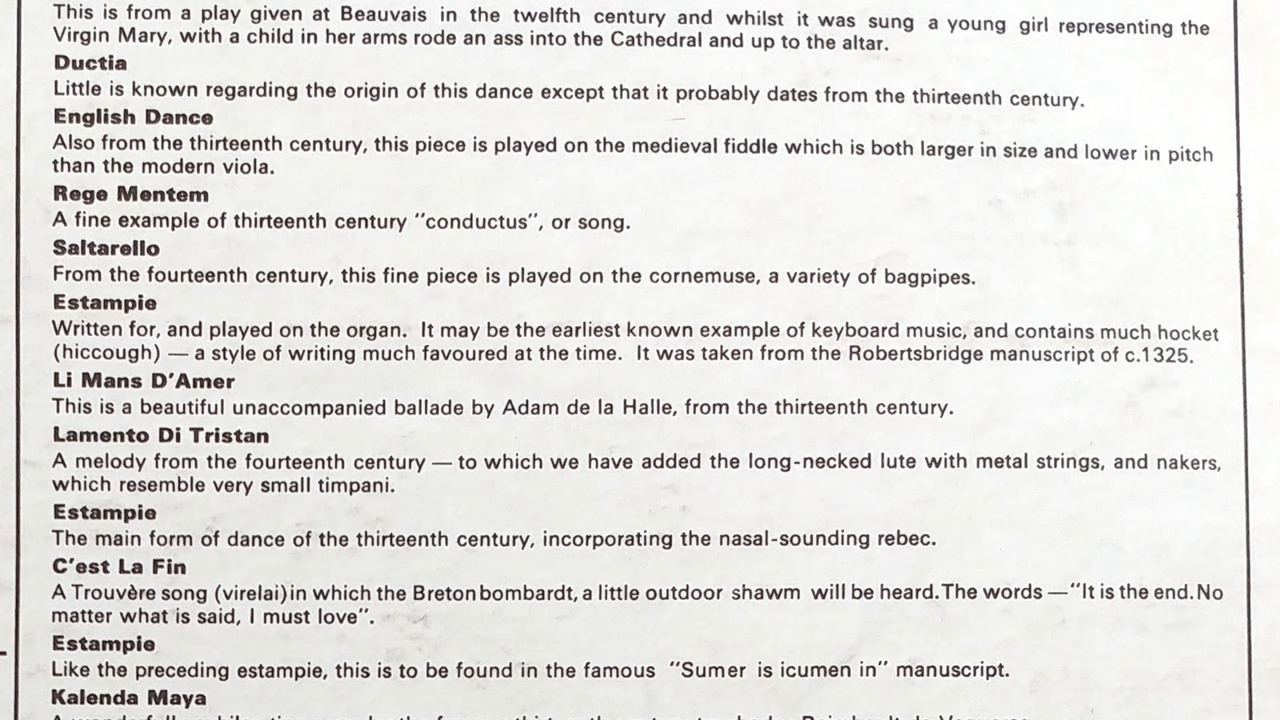 This is from a play given at Beauvais in the twelfth century and whilst it was sung a young girl representing the
Virgin Mary, with a child in her arms rode an ass into the Cathedral and up to the altar.
Ductia
Little is known regarding the origin of this dance except that it probably dates from the thirteenth century.
English Dance
Also from the thirteenth century, this piece is played on the medieval fiddle which is both larger in size and lower in pitch
than the modern viola.
Rege Mentem
A fine example of thirteenth century "conductus", or song.
Saltarello
From the fourteenth century, this fine piece is played on the cornemuse, a variety of bagpipes.
Estampie
Written for, and played on the organ. It may be the earliest known example of keyboard music, and contains much hocket
(hiccough) — a style of writing much favoured at the time. It was taken from the Robertsbridge manuscript of c.1325.
Li Mans D'Amer
This is a beautiful unaccompanied ballade by Adam de la Halle, from the thirteenth century.
Lamento Di Tristan
A melody from the fourteenth century — to which we have added the long-necked lute with metal strings, and nakers,
which resemble very small timpani.
Estampie
The main form of dance of the thirteenth century, incorporating the nasal-sounding rebec.
C'est La Fin
A Trouvère song (virelai) in which the Breton bombardt, a little outdoor shawm will be heard. The words — "It is the end. No
matter what is said, I must love".
Estampie
Like the preceding estampie, this is to be found in the famous "Sumer is icumen in" manuscript.
Kalenda Maya